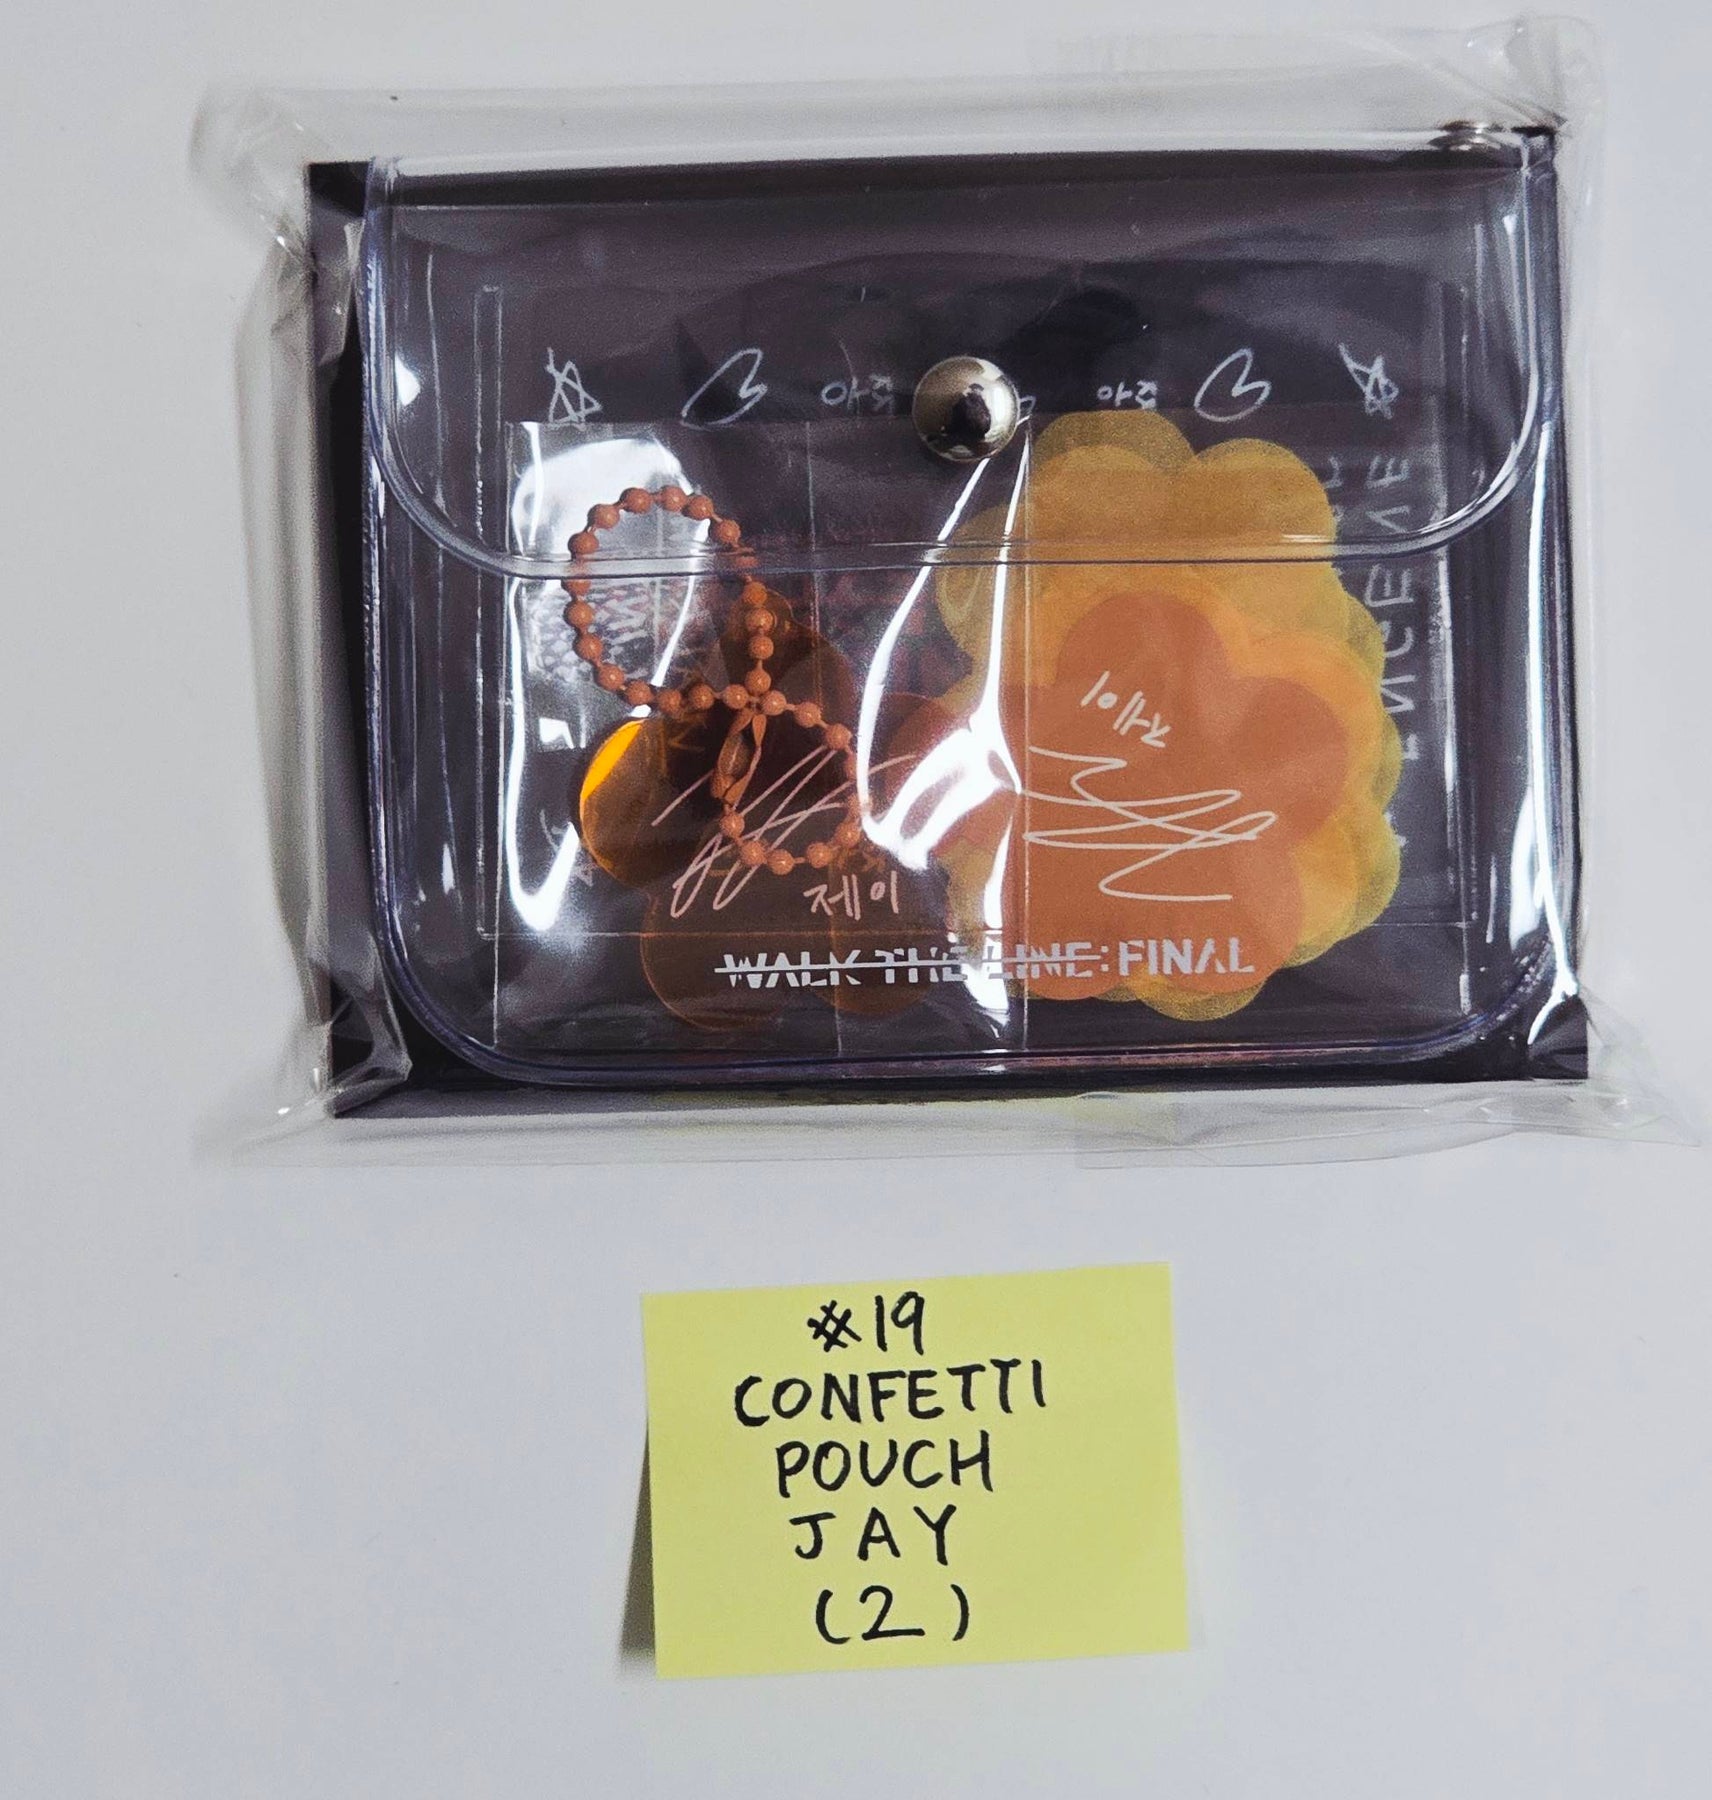 제이
제이
WALK THE LINE: FINAL
#19
CONFETTI
POUCH
JAY
(2)